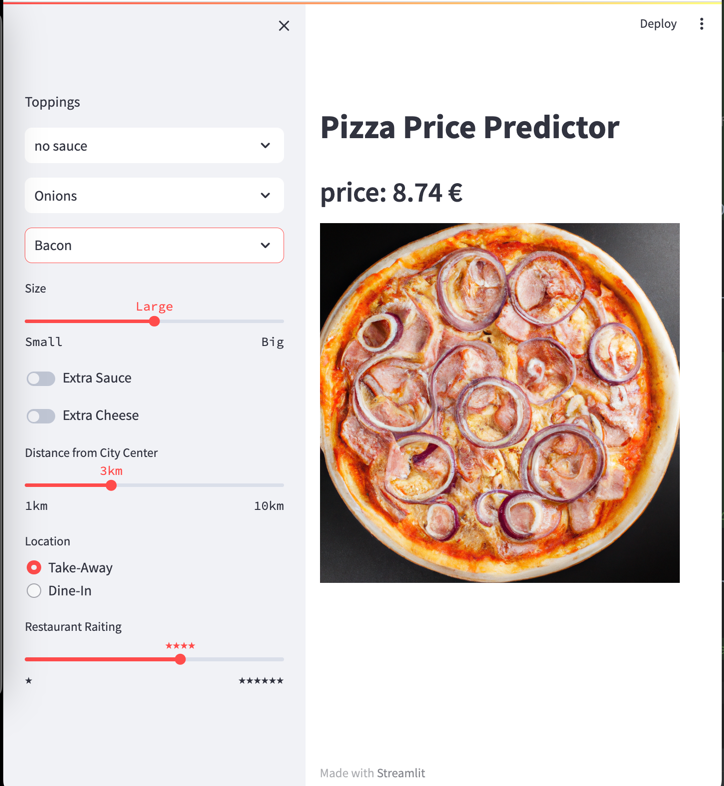 Deploy
Toppings
no sauce
Onions
Bacon
Size
Large
Small Big
Extra Sauce
Extra Cheese
Distance from City Center
3km
1km 10km
Location
Take-Away
Dine-In
Restaurant Raiting
★★★★
★ ★★★★★★
Pizza Price Predictor
price: 8.74 €
Made with Streamlit